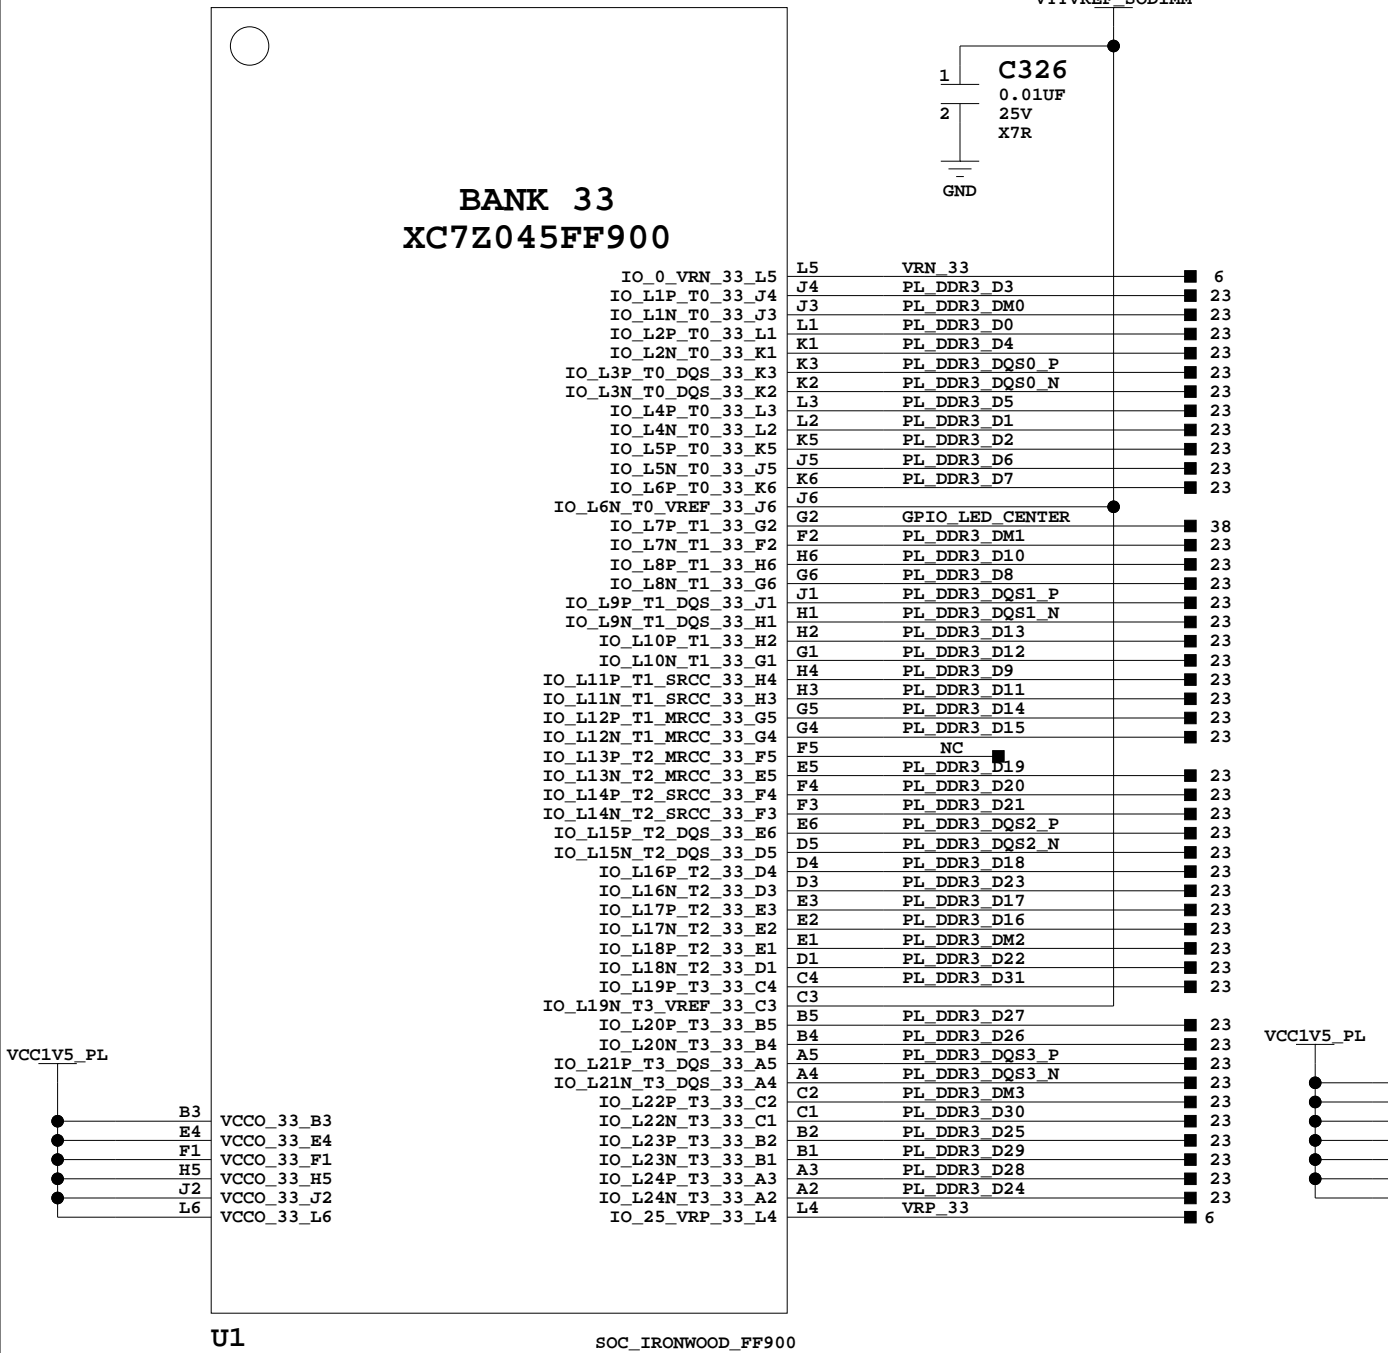 VTTVREF_SODIMM
C326
1
0.01UF
2
25V
X7R
GND
BANK 33
XC7Z045FF900
IO_0_VRN_33_L5 L5 VRN_33 6
IO_L1P_T0_33_J4 J4 PL_DDR3_D3 23
IO_L1N_T0_33_J3 J3 PL_DDR3_DM0 23
IO_L2P_T0_33_L1 L1 PL_DDR3_D0 23
IO_L2N_T0_33_K1 K1 PL_DDR3_D4 23
IO_L3P_T0_DQS_33_K3 K3 PL_DDR3_DQS0_P 23
IO_L3N_T0_DQS_33_K2 K2 PL_DDR3_DQS0_N 23
IO_L4P_T0_33_L3 L3 PL_DDR3_D5 23
IO_L4N_T0_33_L2 L2 PL_DDR3_D1 23
IO_L5P_T0_33_K5 K5 PL_DDR3_D2 23
IO_L5N_T0_33_J5 J5 PL_DDR3_D6 23
IO_L6P_T0_33_K6 K6 PL_DDR3_D7 23
IO_L6N_T0_VREF_33_J6 J6
IO_L7P_T1_33_G2 G2 GPIO_LED_CENTER 38
IO_L7N_T1_33_F2 F2 PL_DDR3_DM1 23
IO_L8P_T1_33_H6 H6 PL_DDR3_D10 23
IO_L8N_T1_33_G6 G6 PL_DDR3_D8 23
IO_L9P_T1_DQS_33_J1 J1 PL_DDR3_DQS1_P 23
IO_L9N_T1_DQS_33_H1 H1 PL_DDR3_DQS1_N 23
IO_L10P_T1_33_H2 H2 PL_DDR3_D13 23
IO_L10N_T1_33_G1 G1 PL_DDR3_D12 23
IO_L11P_T1_SRCC_33_H4 H4 PL_DDR3_D9 23
IO_L11N_T1_SRCC_33_H3 H3 PL_DDR3_D11 23
IO_L12P_T1_MRCC_33_G5 G5 PL_DDR3_D14 23
IO_L12N_T1_MRCC_33_G4 G4 PL_DDR3_D15 23
IO_L13P_T2_MRCC_33_F5 F5 NC
IO_L13N_T2_MRCC_33_E5 E5 PL_DDR3_D19 23
IO_L14P_T2_SRCC_33_F4 F4 PL_DDR3_D20 23
IO_L14N_T2_SRCC_33_F3 F3 PL_DDR3_D21 23
IO_L15P_T2_DQS_33_E6 E6 PL_DDR3_DQS2_P 23
IO_L15N_T2_DQS_33_D5 D5 PL_DDR3_DQS2_N 23
IO_L16P_T2_33_D4 D4 PL_DDR3_D18 23
IO_L16N_T2_33_D3 D3 PL_DDR3_D23 23
IO_L17P_T2_33_E3 E3 PL_DDR3_D17 23
IO_L17N_T2_33_E2 E2 PL_DDR3_D16 23
IO_L18P_T2_33_E1 E1 PL_DDR3_DM2 23
IO_L18N_T2_33_D1 D1 PL_DDR3_D22 23
IO_L19P_T3_33_C4 C4 PL_DDR3_D31 23
IO_L19N_T3_VREF_33_C3 C3
IO_L20P_T3_33_B5 B5 PL_DDR3_D27 23
IO_L20N_T3_33_B4 B4 PL_DDR3_D26 23
IO_L21P_T3_DQS_33_A5 A5 PL_DDR3_DQS3_P 23
IO_L21N_T3_DQS_33_A4 A4 PL_DDR3_DQS3_N 23
IO_L22P_T3_33_C2 C2 PL_DDR3_DM3 23
IO_L22N_T3_33_C1 C1 PL_DDR3_D30 23
IO_L23P_T3_33_B2 B2 PL_DDR3_D25 23
IO_L23N_T3_33_B1 B1 PL_DDR3_D29 23
IO_L24P_T3_33_A3 A3 PL_DDR3_D28 23
IO_L24N_T3_33_A2 A2 PL_DDR3_D24 23
IO_25_VRP_33_L4 L4 VRP_33 6
VCC1V5_PL
B3 VCCO_33_B3
E4 VCCO_33_E4
F1 VCCO_33_F1
H5 VCCO_33_H5
J2 VCCO_33_J2
L6 VCCO_33_L6
VCC1V5_PL
U1
SOC_IRONWOOD_FF900